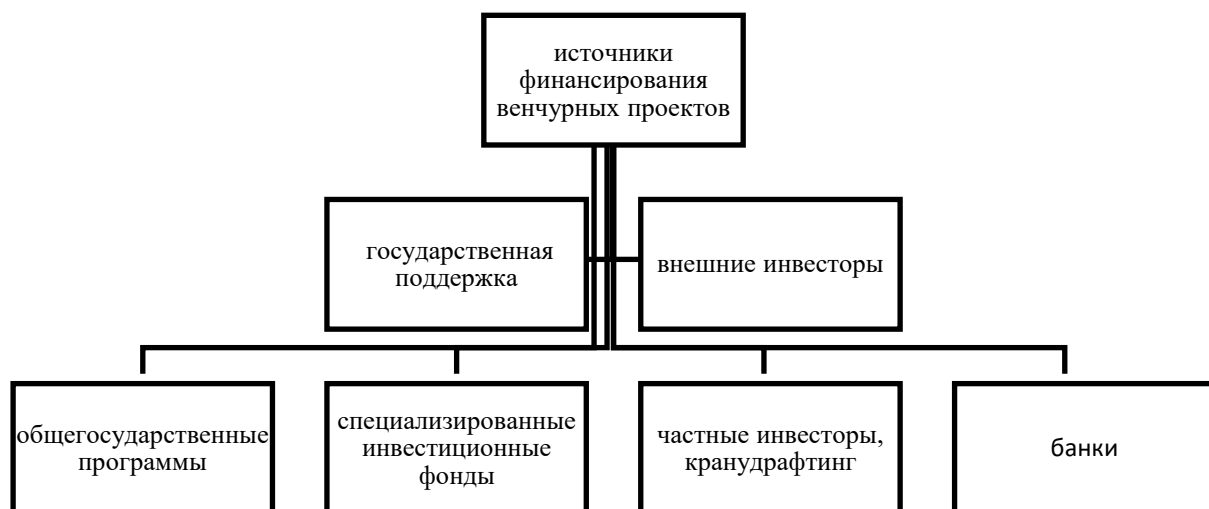 источники
финансирования
венчурных проектов
государственная
поддержка
внешние инвесторы
общегосударственные
программы
специализированные
инвестиционные
фонды
частные инвесторы,
кранудрафтинг
банки